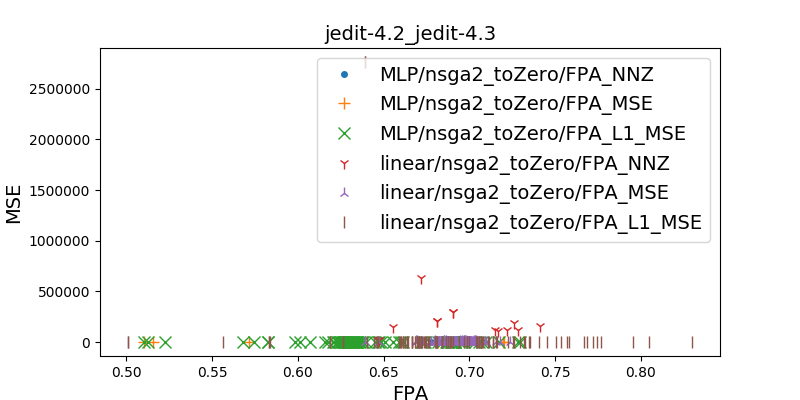 jedit-4.2_jedit-4.3
MLP/nsga2_toZero/FPA_NNZ
MLP/nsga2_toZero/FPA_MSE
MLP/nsga2_toZero/FPA_L1_MSE
linear/nsga2_toZero/FPA_NNZ
linear/nsga2_toZero/FPA_MSE
linear/nsga2_toZero/FPA_L1_MSE
MSE
2500000
2000000
1500000
1000000
500000
0
0.50 0.55 0.60 0.65 0.70 0.75 0.80
FPA